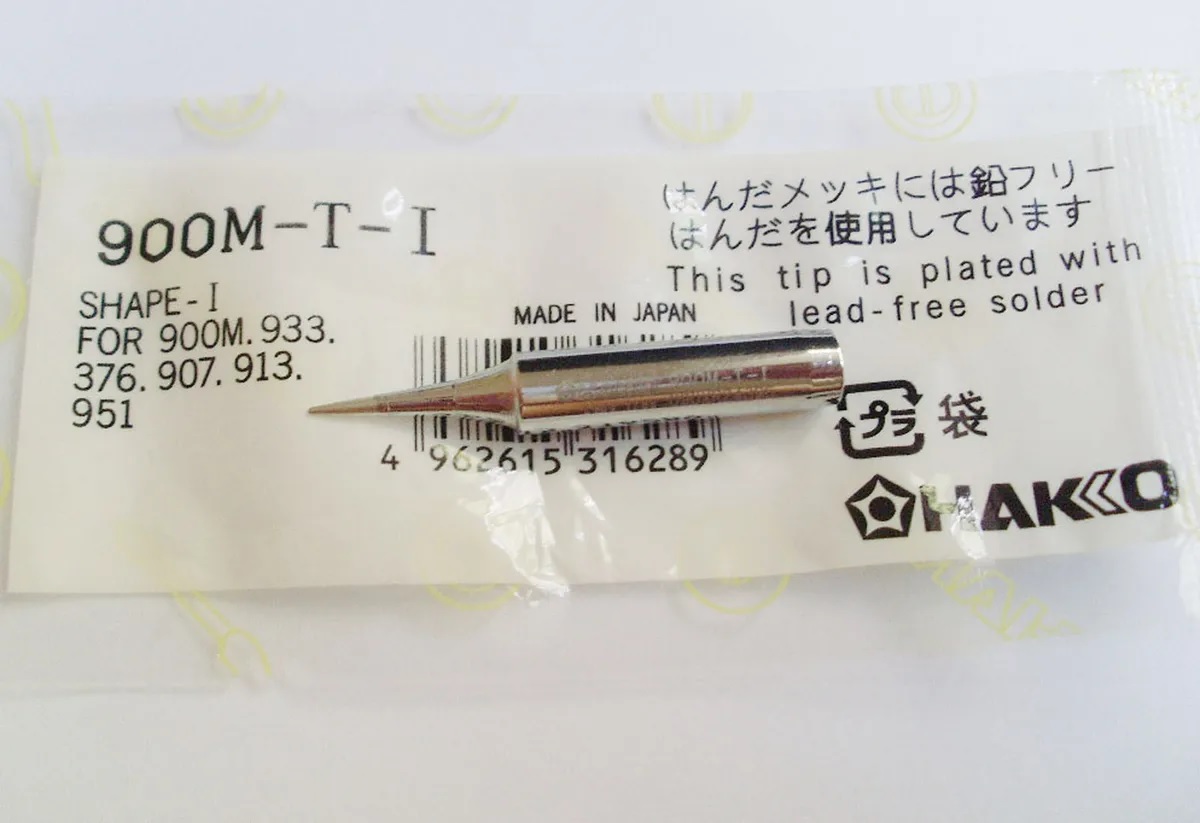 900M-T-I
SHAPE-I
FOR 900M.933.
376.907.913.
951
はんだメッキには鉛フリー
はんだを使用しています
This tip is plated with
lead-free solder
MADE IN JAPAN
900M-T-I
4 962615 316289
プラ 袋
HAKKO